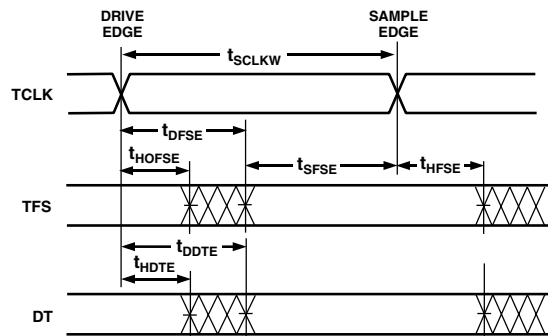 DRIVE EDGE
SAMPLE EDGE
tSCLKW
TCLK
tDFSE
tHOFSE
tSFSE
tHFSE
TFS
tDDTE
tHDTE
DT